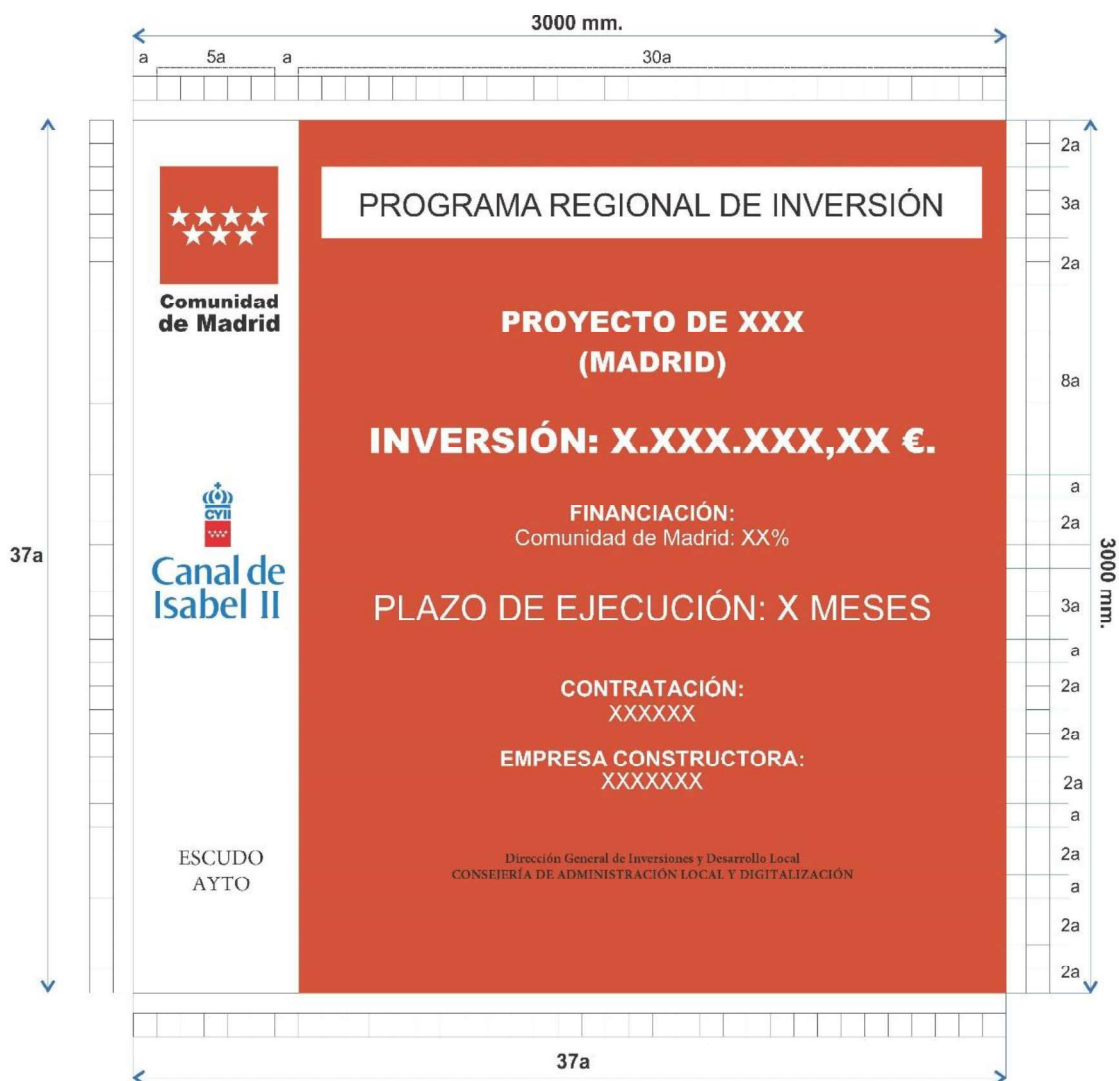 3000 mm.
a 5a a 30a
PROGRAMA REGIONAL DE INVERSIÓN
Comunidad
de Madrid
PROYECTO DE XXX
(MADRID)
INVERSIÓN: X.XXX.XXX,XX €.
CYII
Canal de
Isabel II
FINANCIACIÓN:
Comunidad de Madrid: XX%
PLAZO DE EJECUCIÓN: X MESES
CONTRATACIÓN:
XXXXXX
EMPRESA CONSTRUCTORA:
XXXXXXX
ESCUDO
AYTO
Dirección General de Inversiones y Desarrollo Local
CONSEJERÍA DE ADMINISTRACIÓN LOCAL Y DIGITALIZACIÓN
37a
2a
3a
2a
8a
a
2a
3a
a
2a
2a
2a
a
2a
a
2a
2a
3000 mm.
37a